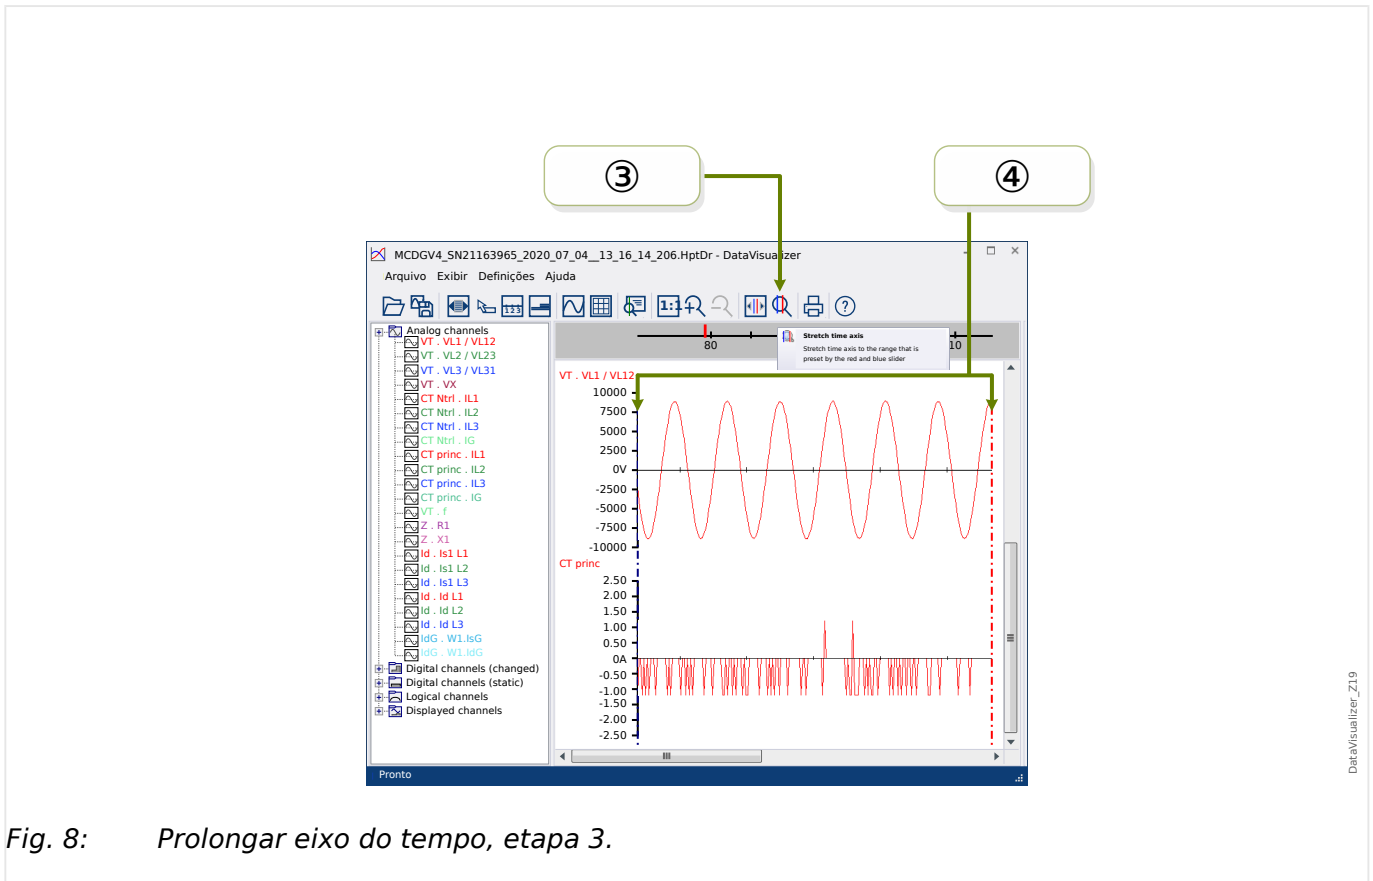 ③
④
MCDGV4_SN21163965_2020_07_04__13_16_14_206.HptDr - DataVisualizer
Arquivo Exibir Definições Ajuda
123
1:1
Analog channels
VT . VL1 / VL12
VT . VL2 / VL23
VT . VL3 / VL31
VT . VX
CT Ntrl . IL1
CT Ntrl . IL2
CT Ntrl . IL3
CT Ntrl . IG
CT princ . IL1
CT princ . IL2
CT princ . IL3
CT princ . IG
VT . f
Z . R1
Z . X1
Id . Is1 L1
Id . Is1 L2
Id . Is1 L3
Id . Id L1
Id . Id L2
Id . Id L3
IdG . W1.IsG
IdG . W1.IdG
Digital channels (changed)
Digital channels (static)
Logical channels
Displayed channels
80
10
Stretch time axis
Stretch time axis to the range that is
preset by the red and blue slider
VT . VL1 / VL12
10000
7500
5000
2500
0V
-2500
-5000
-7500
-10000
CT princ
2.50
2.00
1.50
1.00
0.50
0A
-0.50
-1.00
-1.50
-2.00
-2.50
Pronto
DataVisualizer_Z19
Fig. 8: Prolongar eixo do tempo, etapa 3.